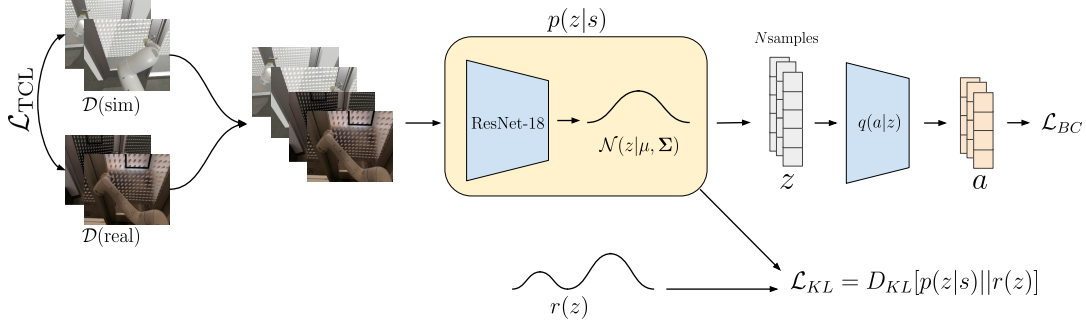 p(z|s)
N samples
𝓛_TCL
𝒟(sim)
ResNet-18
𝒩(z|μ, Σ)
q(a|z)
𝓛_BC
z
a
𝒟(real)
r(z)
𝓛_KL = D_KL[p(z|s)||r(z)]